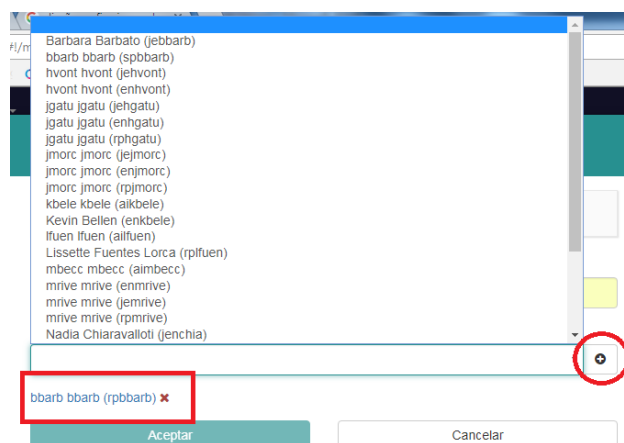 #!/m
Barbara Barbato (jebbarb)
bbarb bbarb (spbbarb)
hvont hvont (jehvont)
hvont hvont (enhvont)
jgatu jgatu (jehgatu)
jgatu jgatu (enhgatu)
jgatu jgatu (rphgatu)
jmorc jmorc (jejmorc)
jmorc jmorc (enjmorc)
jmorc jmorc (rpjmorc)
kbele kbele (aikbele)
Kevin Bellen (enkbele)
lfuen lfuen (ailfuen)
Lissette Fuentes Lorca (rplfuen)
mbecc mbecc (aimbecc)
mrive mrive (enmrive)
mrive mrive (jemrive)
mrive mrive (rpmrive)
Nadia Chiaravalloti (jenchia)
bbarb bbarb (rpbbarb)
Aceptar
Cancelar